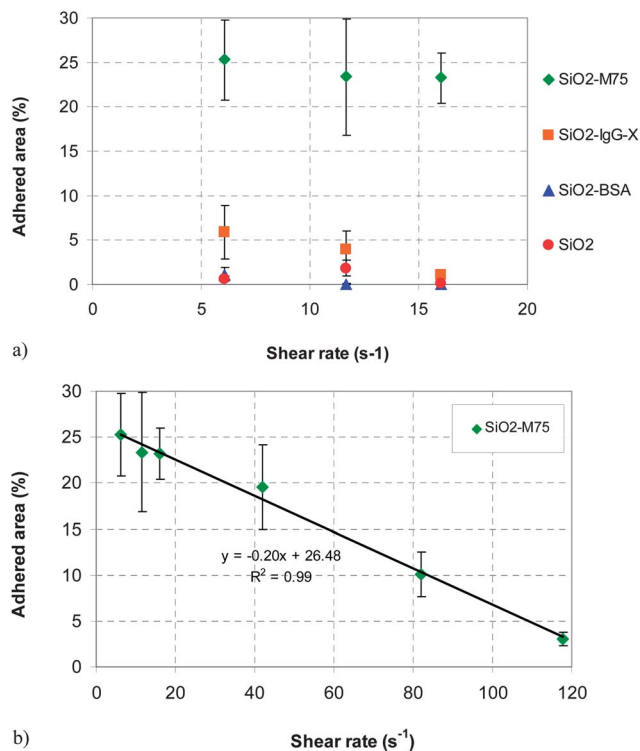 30
25
20
15
10
5
0
Adhered area (%)
0 5 10 15 20
Shear rate (s-1)
SiO2-M75
SiO2-IgG-X
SiO2-BSA
SiO2
a)
30
25
20
15
10
5
0
Adhered area (%)
SiO2-M75
y = -0.20x + 26.48
R² = 0.99
0 20 40 60 80 100 120
Shear rate (s⁻¹)
b)